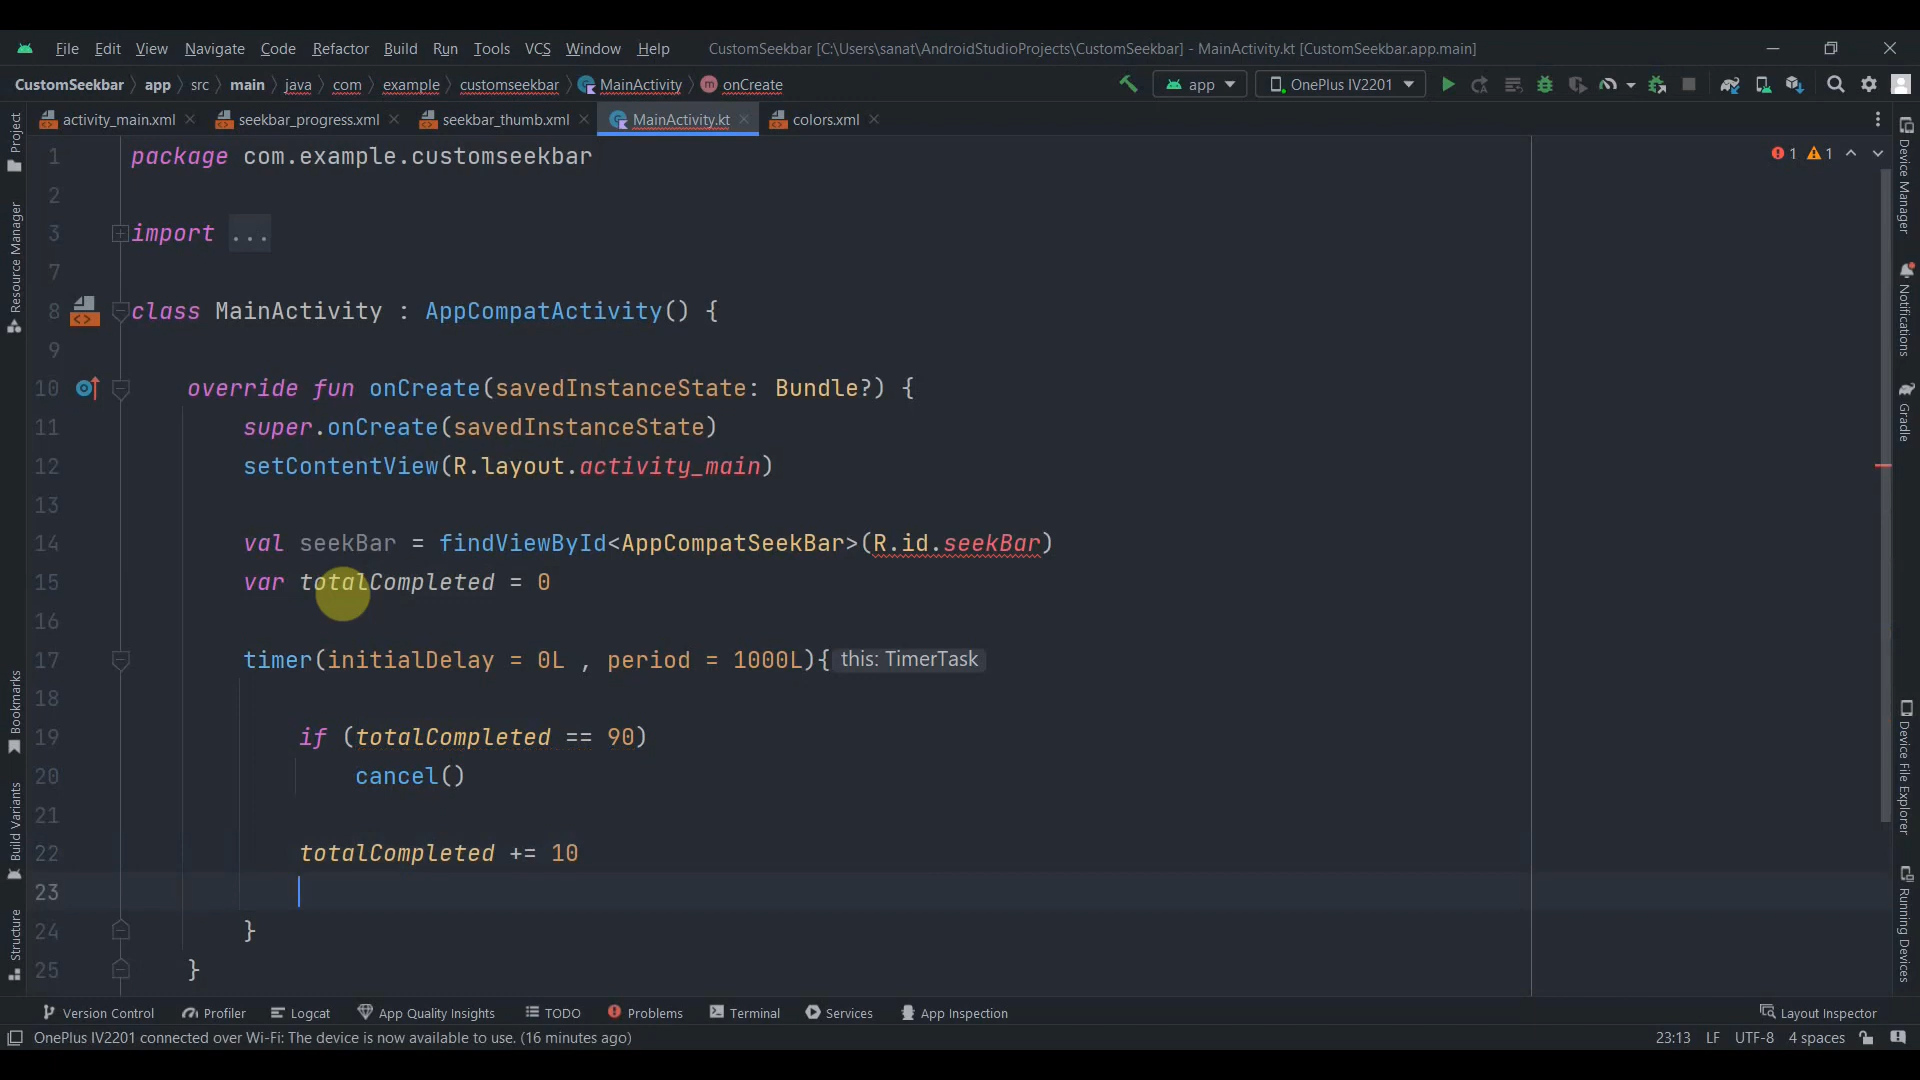 File Edit View Navigate Code Refactor Build Run Tools VCS Window Help CustomSeekbar [C:\Users\sanat\AndroidStudioProjects\CustomSeekbar] - MainActivity.kt [CustomSeekbar.app.main]
CustomSeekbar app src main java com example customseekbar MainActivity onCreate app OnePlus IV2201
activity_main.xml seekbar_progress.xml seekbar_thumb.xml MainActivity.kt colors.xml
1 package com.example.customseekbar 1 1
2
3 import ...
7
8 class MainActivity : AppCompatActivity() {
9
10 override fun onCreate(savedInstanceState: Bundle?) {
11 super.onCreate(savedInstanceState)
12 setContentView(R.layout.activity_main)
13
14 val seekBar = findViewById<AppCompatSeekBar>(R.id.seekBar)
15 var totalCompleted = 0
16
17 timer(initialDelay = 0L , period = 1000L){ this: TimerTask
18
19 if (totalCompleted == 90)
20 cancel()
21
22 totalCompleted += 10
23
24 }
25 }
Project
Resource Manager
Bookmarks
Build Variants
Structure
Device Manager
Notifications
Gradle
Device File Explorer
Running Devices
Version Control Profiler Logcat App Quality Insights TODO Problems Terminal Services App Inspection Layout Inspector
OnePlus IV2201 connected over Wi-Fi: The device is now available to use. (16 minutes ago) 23:13 LF UTF-8 4 spaces